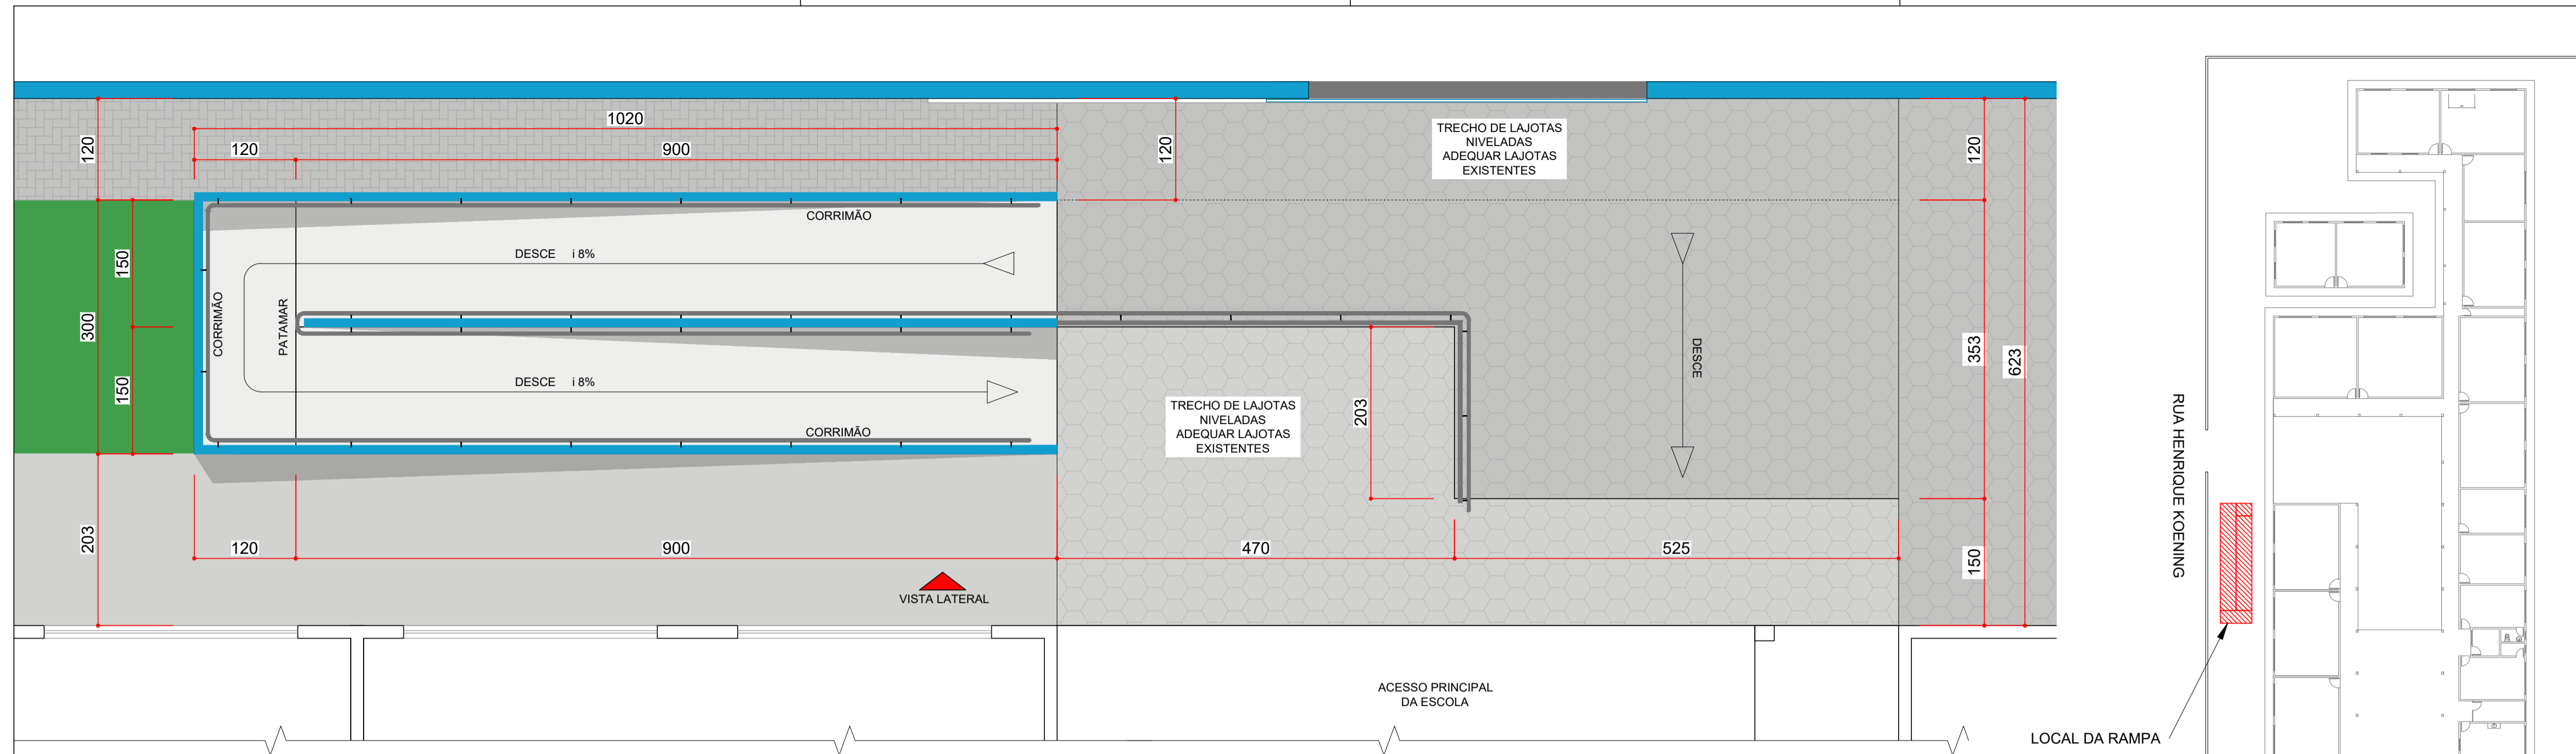 1020
120
900
120
120
120
TRECHO DE LAJOTAS
NIVELADAS
ADEQUAR LAJOTAS
EXISTENTES
CORRIMÃO
DESCE i 8%
150
300
150
CORRIMÃO
PATAMAR
DESCE i 8%
CORRIMÃO
TRECHO DE LAJOTAS
NIVELADAS
ADEQUAR LAJOTAS
EXISTENTES
203
DESCE
353
623
203
120
900
470
525
150
VISTA LATERAL
ACESSO PRINCIPAL
DA ESCOLA
RUA HENRIQUE KOENING
LOCAL DA RAMPA